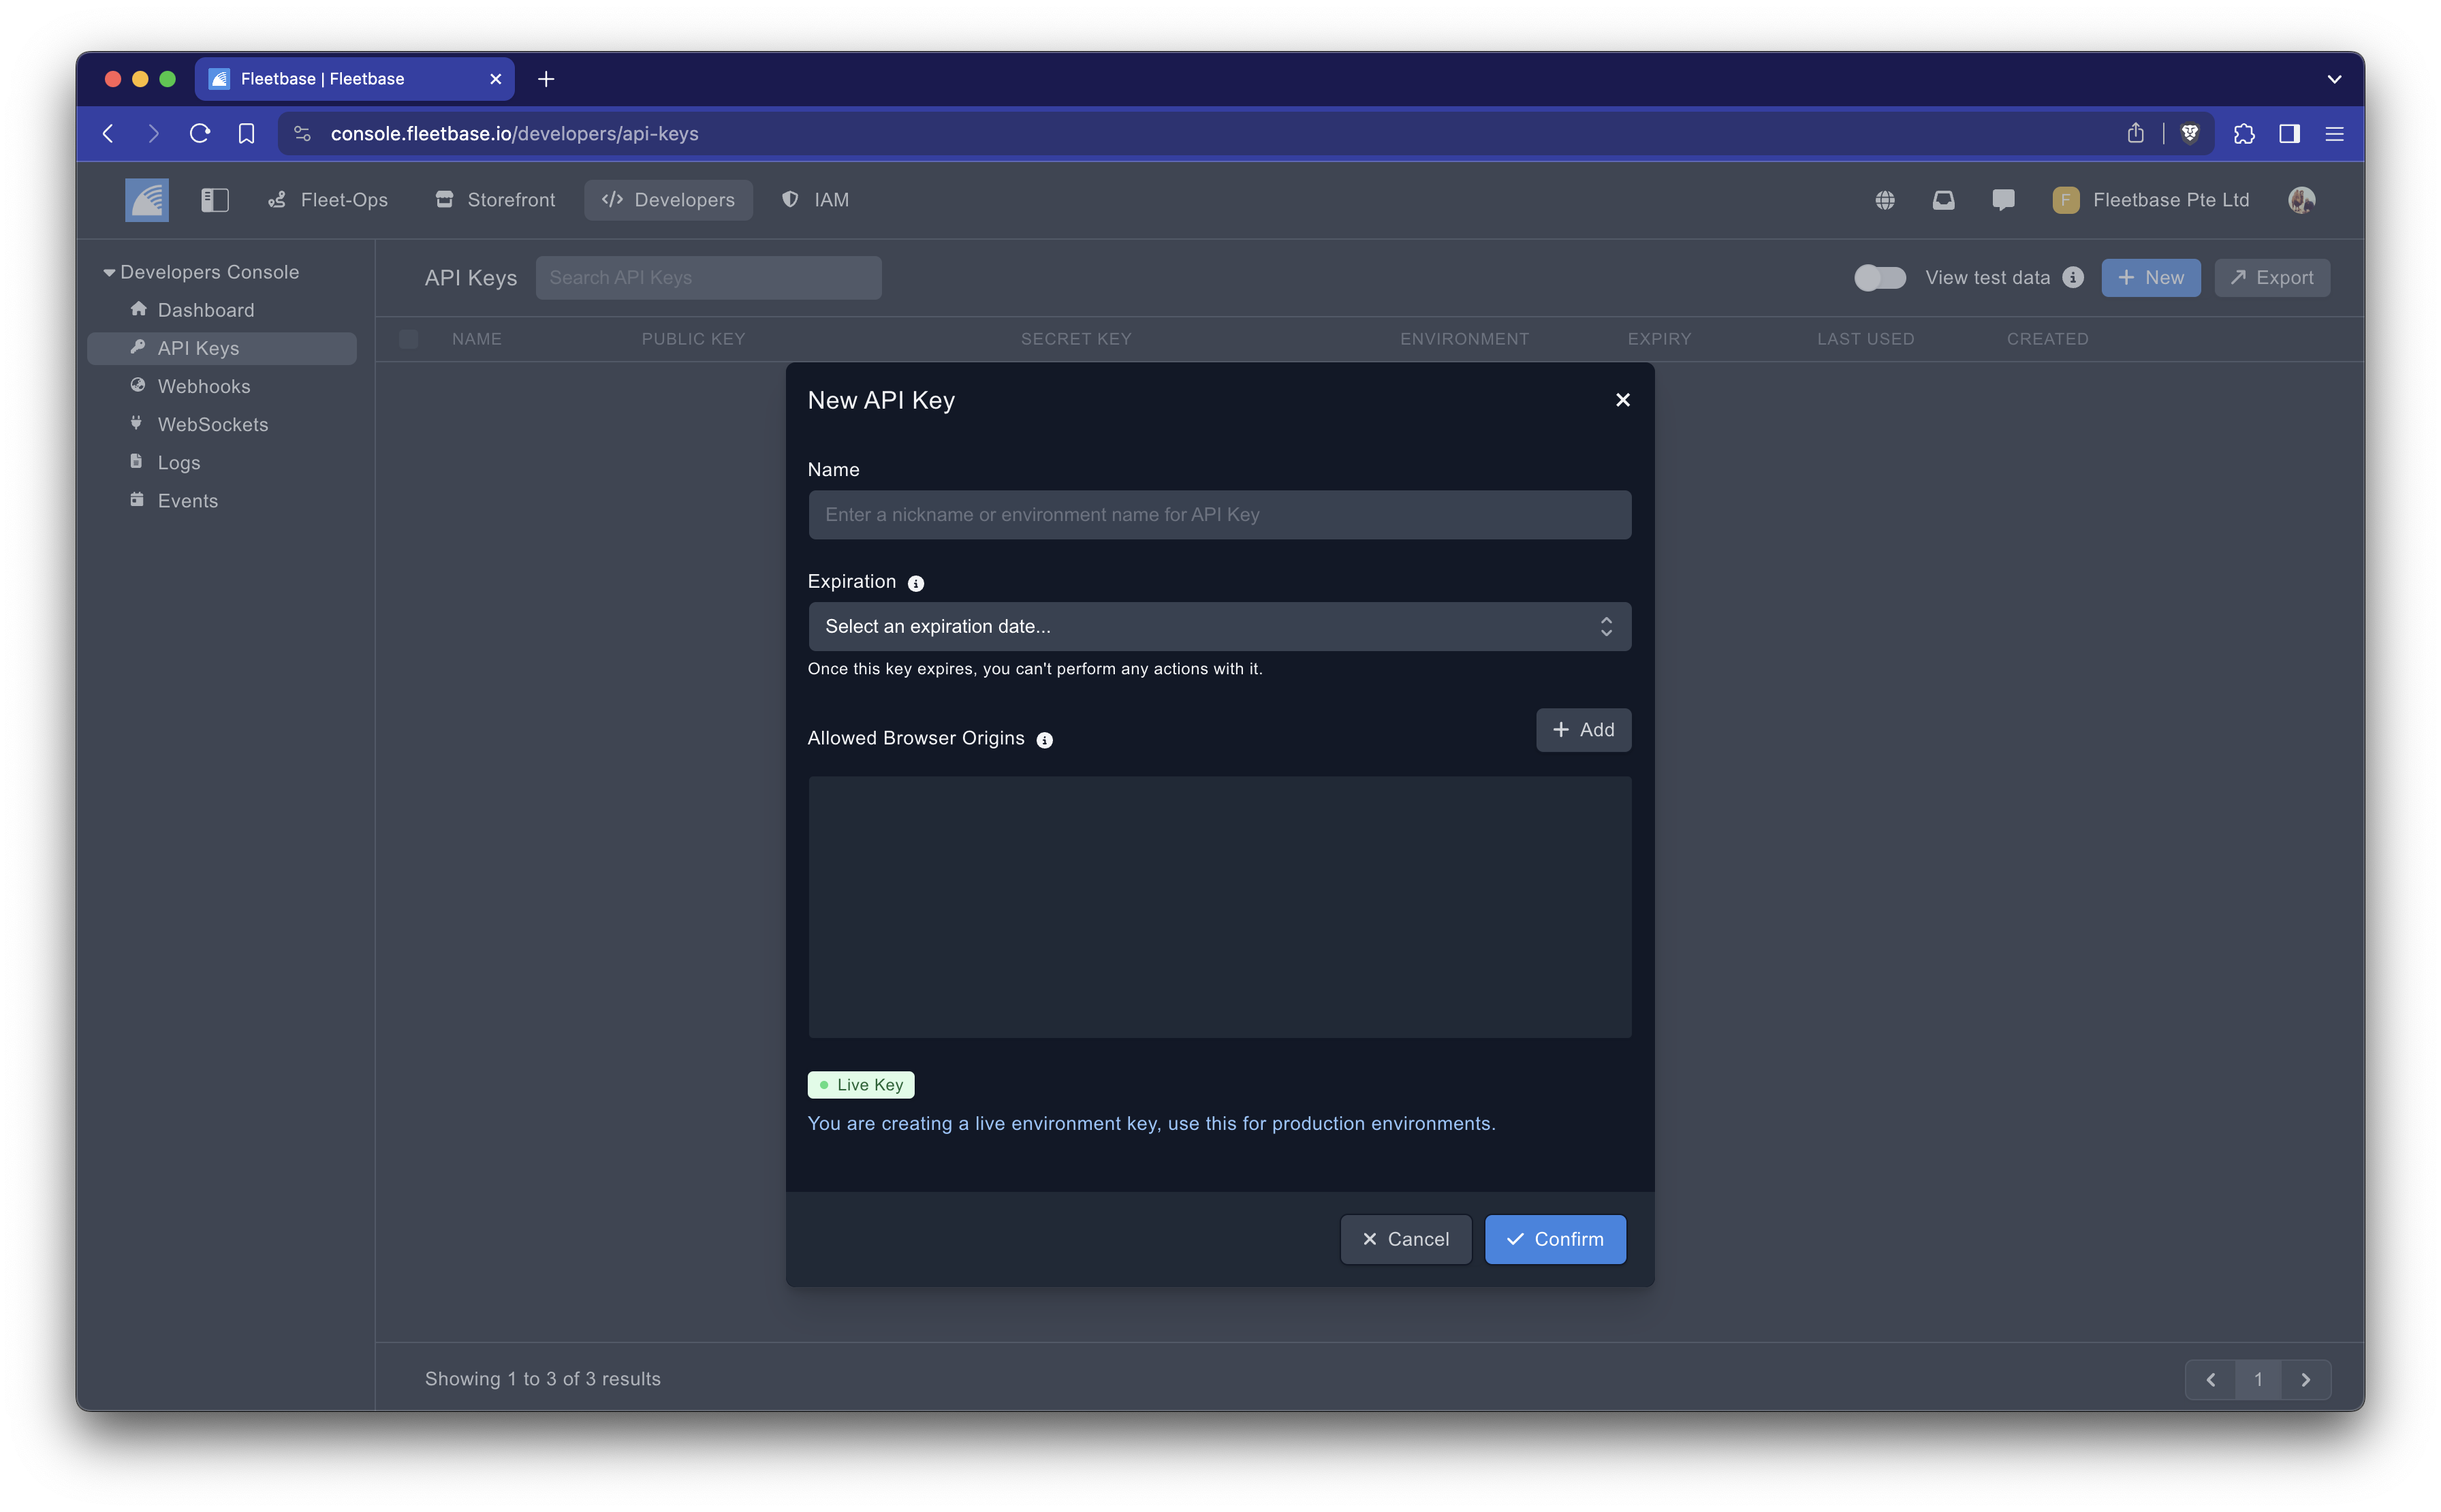 Fleetbase | Fleetbase
console.fleetbase.io/developers/api-keys
Fleet-Ops
Storefront
Developers
IAM
F
Fleetbase Pte Ltd
Developers Console
Dashboard
API Keys
Webhooks
WebSockets
Logs
Events
API Keys
Search API Keys
View test data
New
Export
NAME
PUBLIC KEY
SECRET KEY
ENVIRONMENT
EXPIRY
LAST USED
CREATED
New API Key
Name
Enter a nickname or environment name for API Key
Expiration
Select an expiration date...
Once this key expires, you can't perform any actions with it.
Allowed Browser Origins
Add
Live Key
You are creating a live environment key, use this for production environments.
Cancel
Confirm
Showing 1 to 3 of 3 results
1